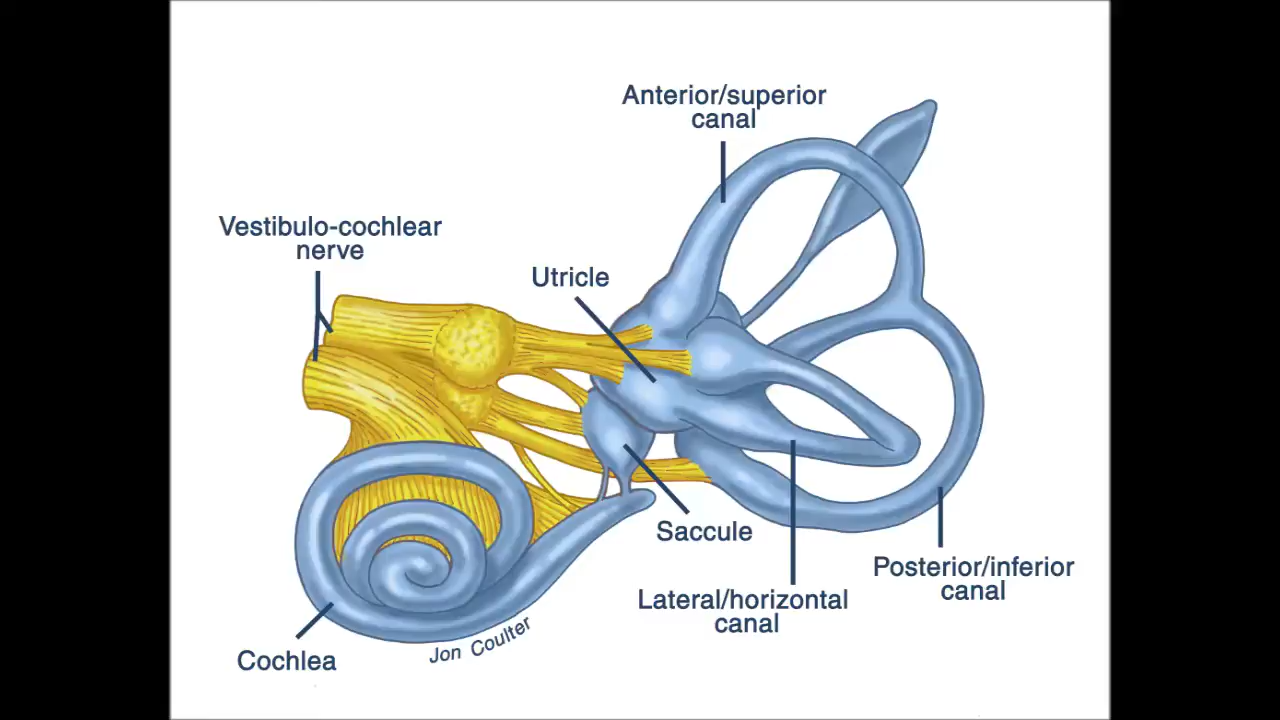 Anterior/superior
canal
Vestibulo-cochlear
nerve
Utricle
Saccule
Posterior/inferior
canal
Lateral/horizontal
canal
Jon Coulter
Cochlea